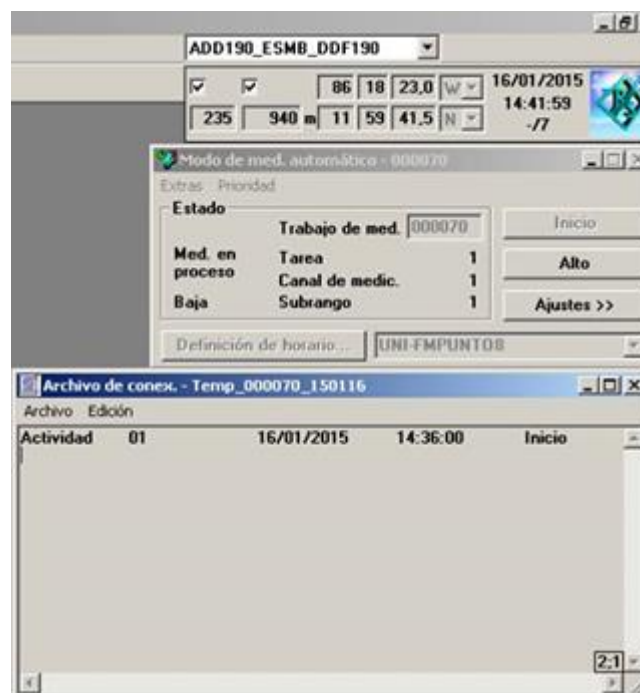 ADD190_ESMB_DDF190
86 18 23,0 W 16/01/2015
14:41:59
235 940 m 11 59 41,5 N -/7
Modo de med. automático - 000070
Extras Prioridad
Estado
Trabajo de med. 000070 Inicio
Med. en proceso Tarea 1 Alto
Canal de medic. 1
Baja Subrango 1 Ajustes >>
Definición de horario... UNI-FMPUNTOS
Archivo de conex. - Temp_000070_150116
Archivo Edición
Actividad 01 16/01/2015 14:36:00 Inicio
2;1